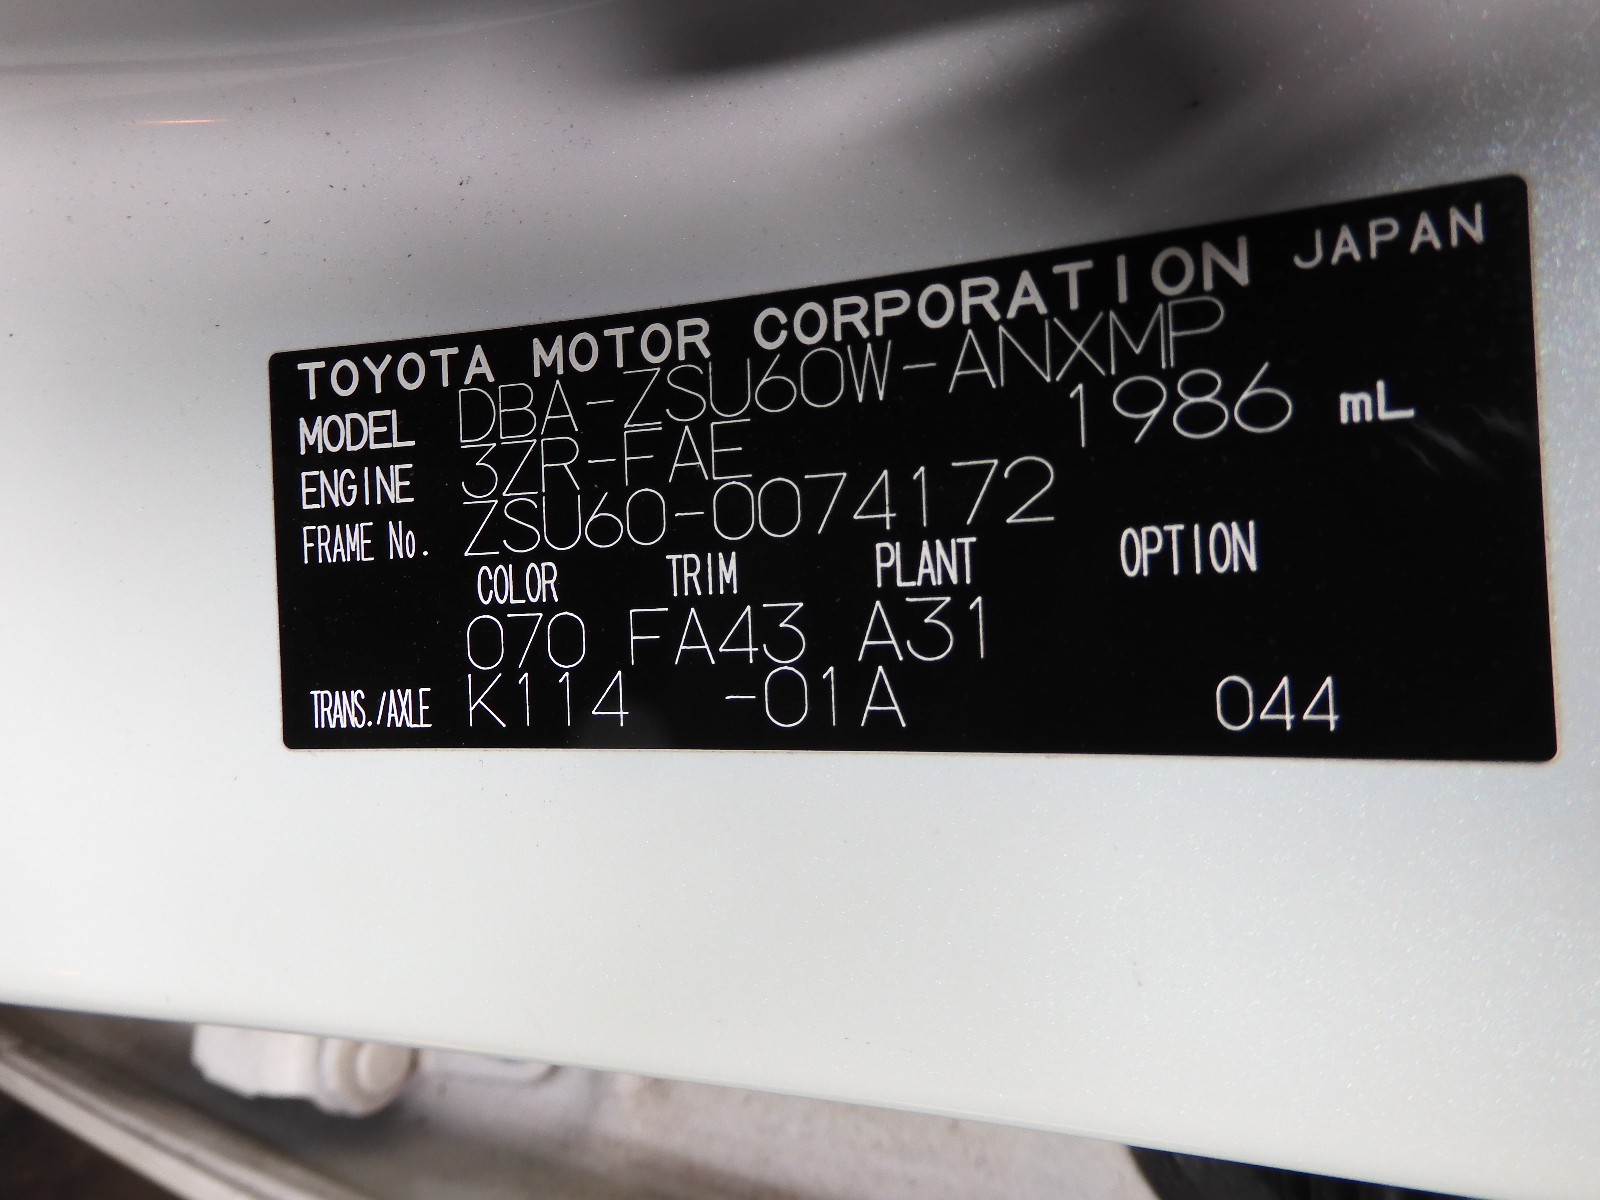 TOYOTA MOTOR CORPORATION JAPAN
MODEL DBA-ZSU60W-ANXMP
ENGINE 3ZR-FAE 1986 mL
FRAME No. ZSU60-0074172
COLOR TRIM PLANT OPTION
070 FA43 A31
TRANS./AXLE K114 -01A 044